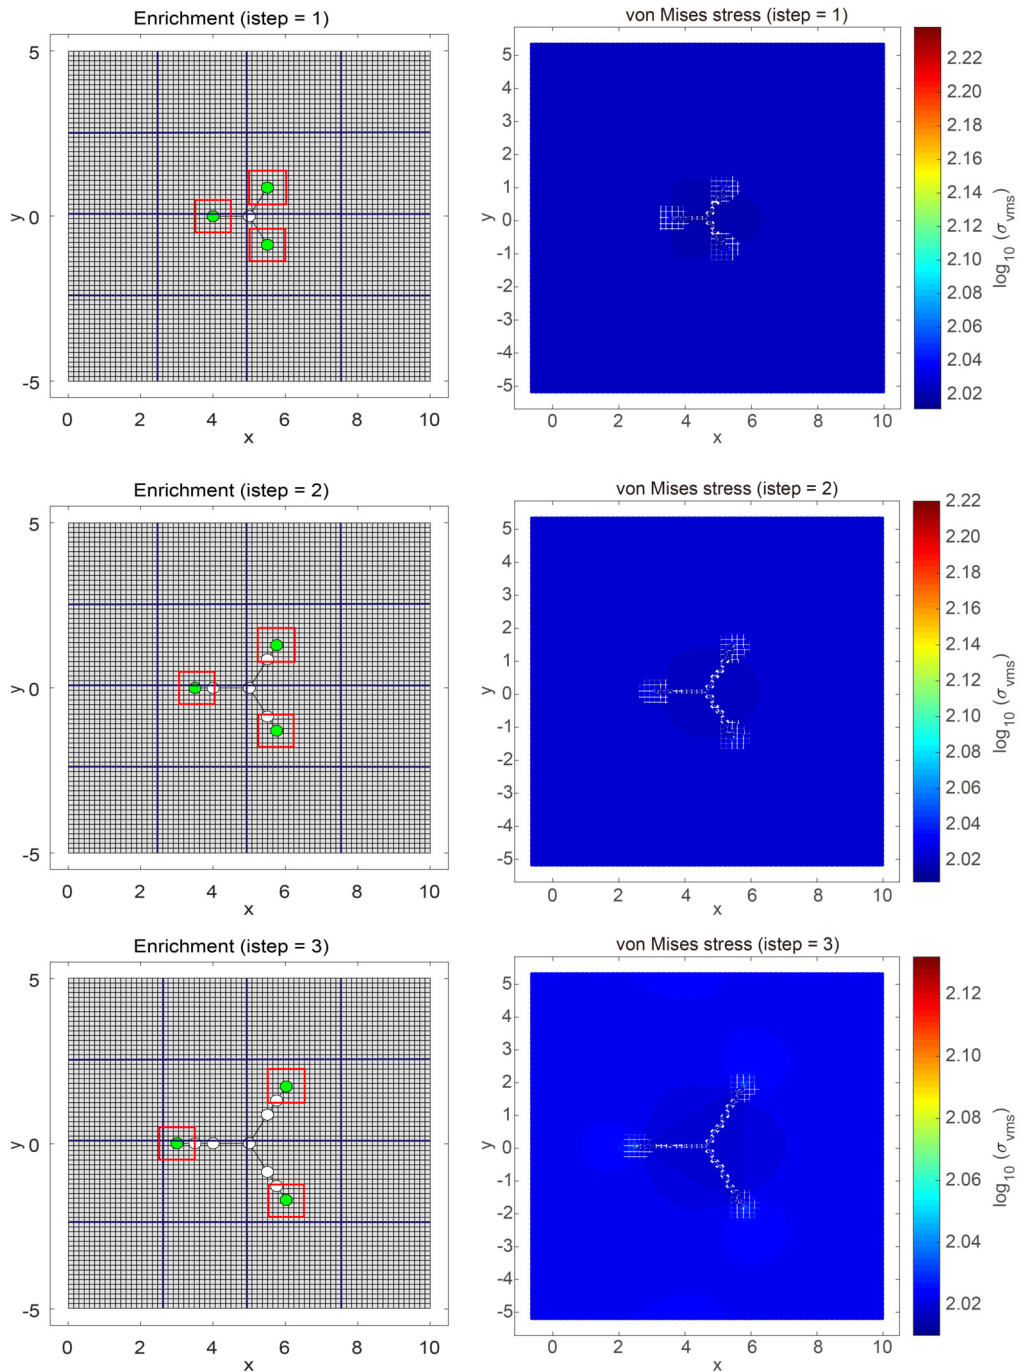 Enrichment (istep = 1)
5
0
-5
y
0 2 4 6 8 10
x
von Mises stress (istep = 1)
5
4
3
2
1
0
-1
-2
-3
-4
-5
y
0 2 4 6 8 10
x
2.22
2.20
2.18
2.16
2.14
2.12
2.10
2.08
2.06
2.04
2.02
log10 (σvms)
Enrichment (istep = 2)
5
0
-5
y
0 2 4 6 8 10
x
von Mises stress (istep = 2)
5
4
3
2
1
0
-1
-2
-3
-4
-5
y
0 2 4 6 8 10
x
2.22
2.20
2.18
2.16
2.14
2.12
2.10
2.08
2.06
2.04
2.02
log10 (σvms)
Enrichment (istep = 3)
5
0
-5
y
0 2 4 6 8 10
x
von Mises stress (istep = 3)
5
4
3
2
1
0
-1
-2
-3
-4
-5
y
0 2 4 6 8 10
x
2.12
2.10
2.08
2.06
2.04
2.02
log10 (σvms)